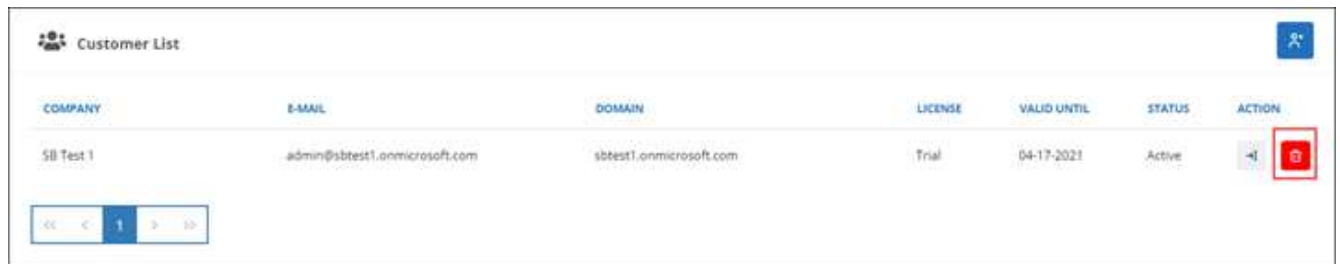 Customer List
COMPANY E-MAIL DOMAIN LICENSE VALID UNTIL STATUS ACTION
SB Test 1 admin@sbtest1.onmicrosoft.com sbtest1.onmicrosoft.com Trial 04-17-2021 Active
<< < 1 > >>